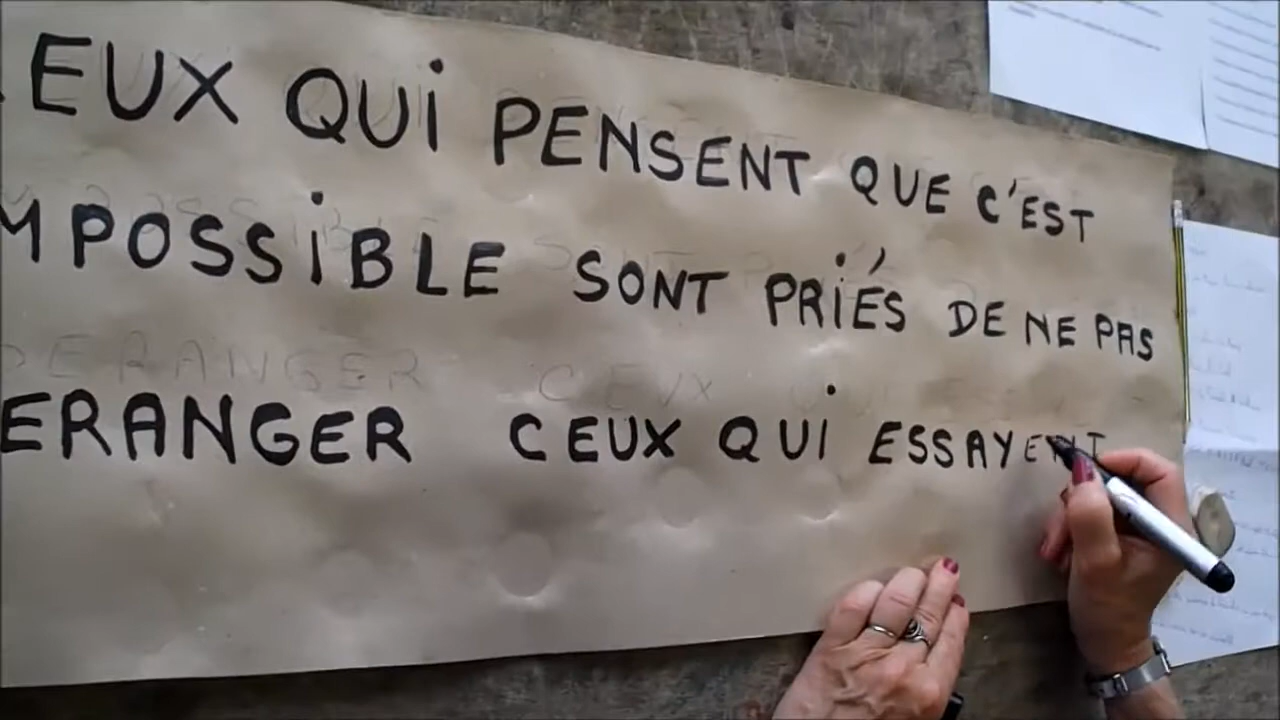 EUX QUi PENSENT QUE C'EST
MPOSSiBLE SONT PRiÉS DE NE PAS
ERANGER CEUX QUi ESSAYENT